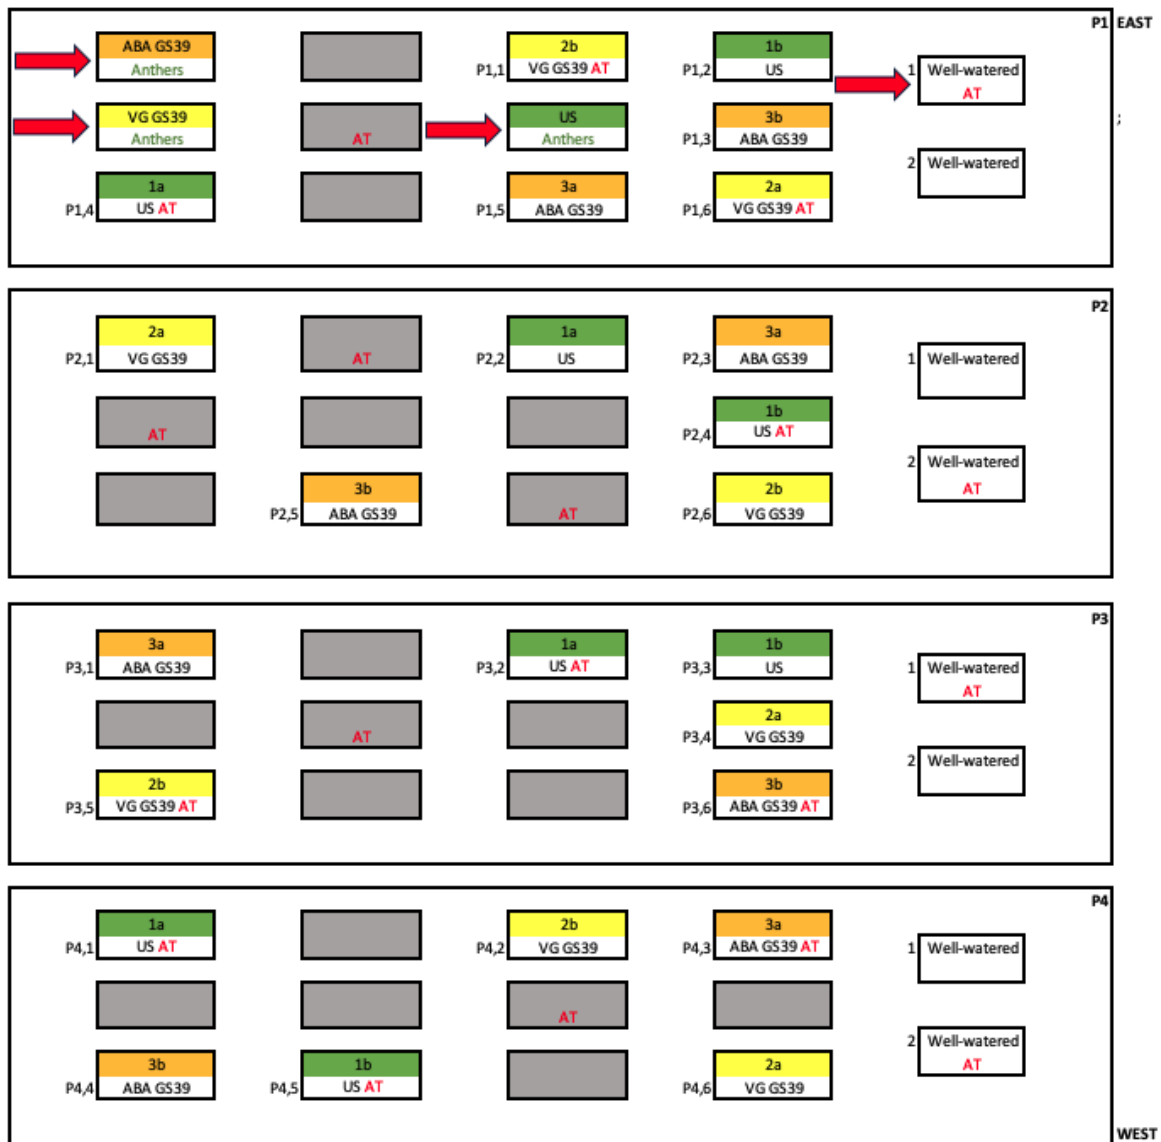 P1 EAST
ABA GS39
Anthers
2b
P1,1 VG GS39 AT
1b
P1,2 US
1 Well-watered
AT
;
VG GS39
Anthers
AT
US
Anthers
3b
P1,3 ABA GS39
2 Well-watered
1a
P1,4 US AT
3a
P1,5 ABA GS39
2a
P1,6 VG GS39 AT
P2
2a
P2,1 VG GS39
AT
1a
P2,2 US
3a
P2,3 ABA GS39
1 Well-watered
AT
1b
P2,4 US AT
2 Well-watered
AT
3b
P2,5 ABA GS39
AT
2b
P2,6 VG GS39
P3
3a
P3,1 ABA GS39
1a
P3,2 US AT
1b
P3,3 US
1 Well-watered
AT
AT
2a
P3,4 VG GS39
2 Well-watered
2b
P3,5 VG GS39 AT
3b
P3,6 ABA GS39 AT
P4
1a
P4,1 US AT
2b
P4,2 VG GS39
3a
P4,3 ABA GS39 AT
1 Well-watered
AT
2 Well-watered
AT
3b
P4,4 ABA GS39
1b
P4,5 US AT
2a
P4,6 VG GS39
WEST